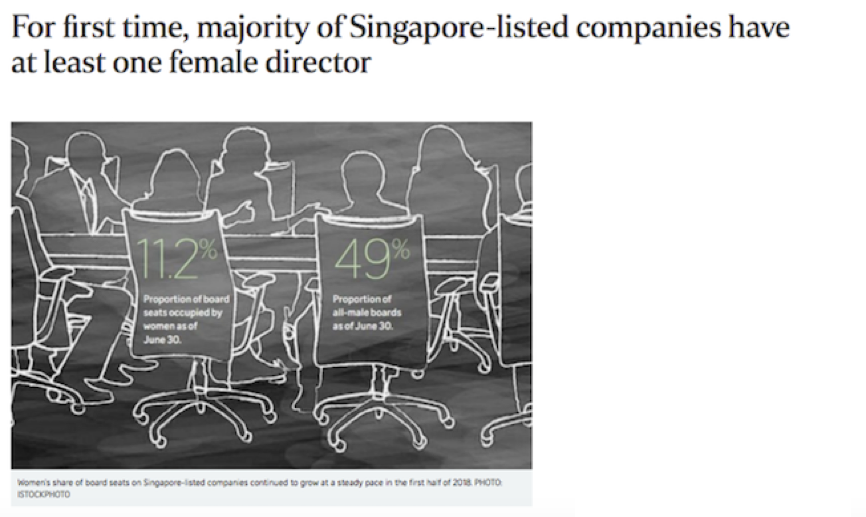 For first time, majority of Singapore-listed companies have
at least one female director
11.2%
Proportion of board
seats occupied by
women as of
June 30.
49%
Proportion of
all-male boards
as of June 30.
Women's share of board seats on Singapore-listed companies continued to grow at a steady pace in the first half of 2018. PHOTO:
ISTOCKPHOTO